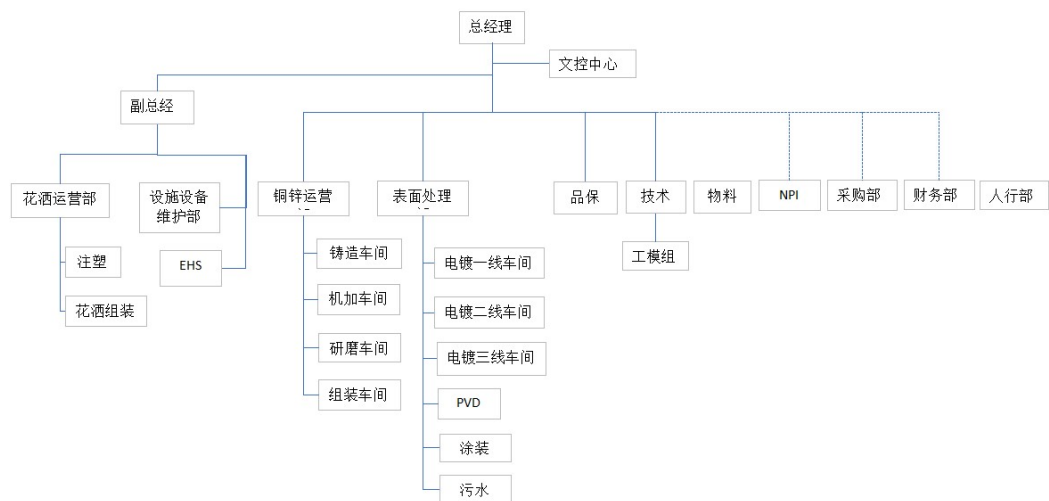 总经理
文控中心
副总经
花洒运营部
设施设备
维护部
铜锌运营
表面处理
品保
技术
物料
NPI
采购部
财务部
人行部
注塑
EHS
花洒组装
铸造车间
机加车间
研磨车间
组装车间
电镀一线车间
电镀二线车间
电镀三线车间
PVD
涂装
污水
工模组